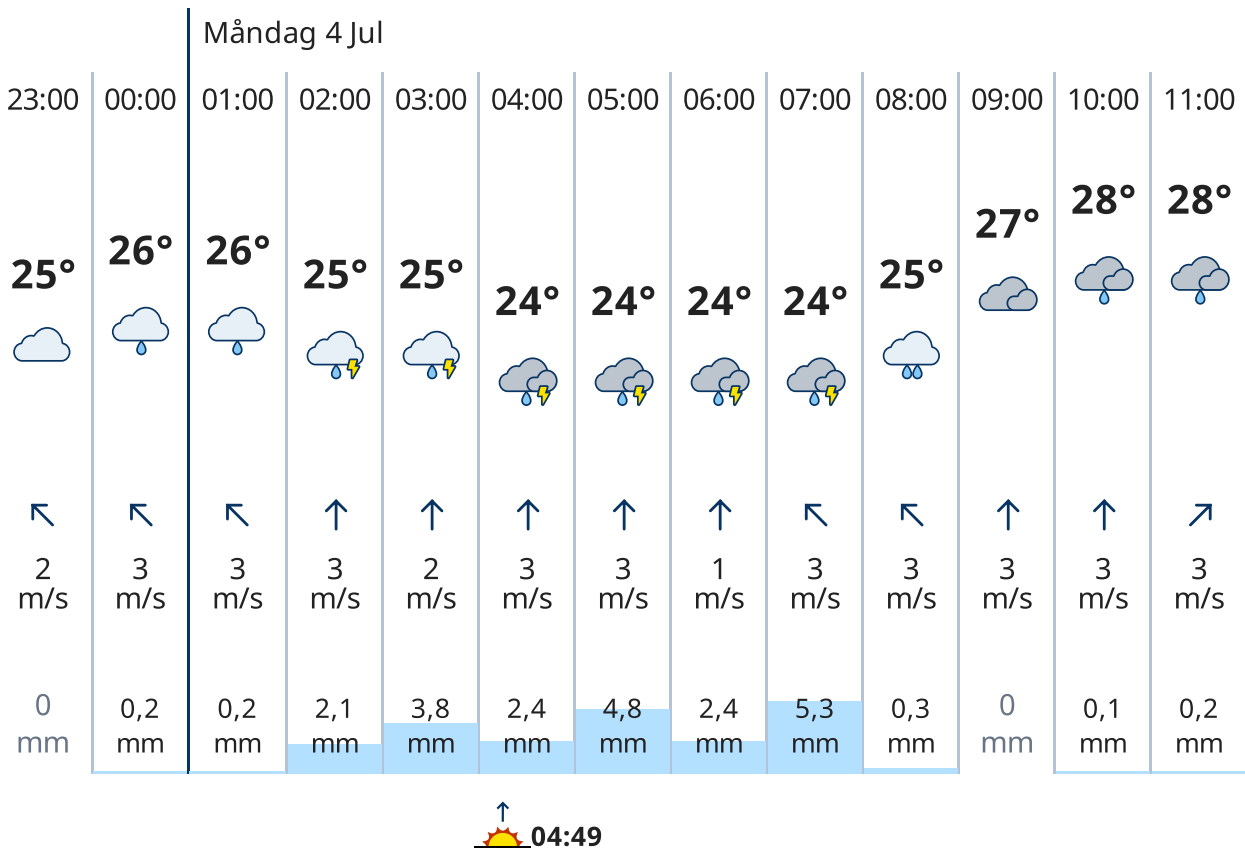 Måndag 4 Jul
23:00 00:00 01:00 02:00 03:00 04:00 05:00 06:00 07:00 08:00 09:00 10:00 11:00
25° 26° 26° 25° 25° 24° 24° 24° 24° 25° 27° 28° 28°
2 3 3 3 2 3 3 1 3 3 3 3 3
m/s m/s m/s m/s m/s m/s m/s m/s m/s m/s m/s m/s m/s
0 0,2 0,2 2,1 3,8 2,4 4,8 2,4 5,3 0,3 0 0,1 0,2
mm mm mm mm mm mm mm mm mm mm mm mm mm
04:49